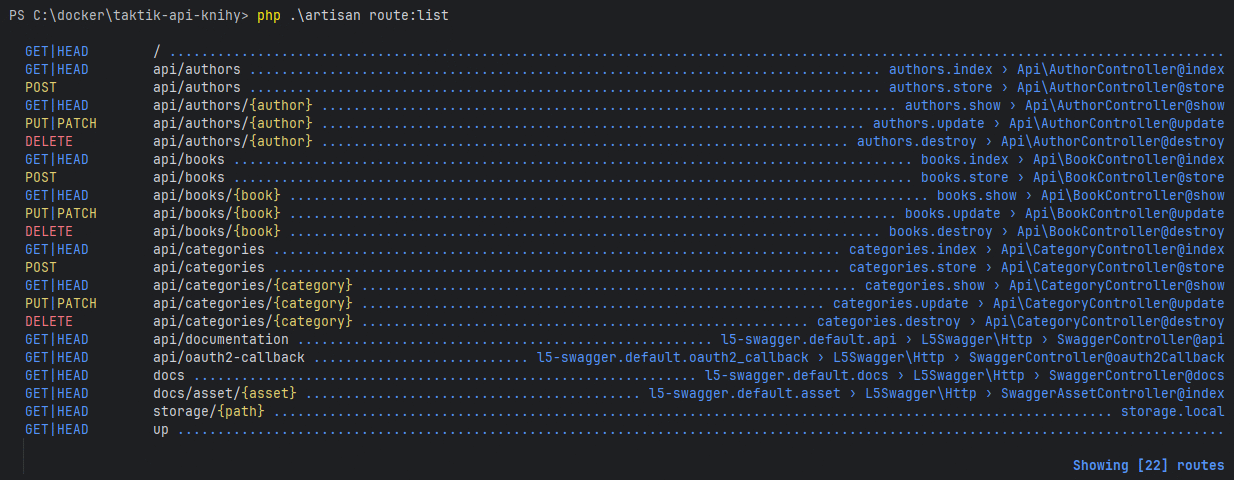 PS C:\docker\taktik-api-knihy> php .\artisan route:list
GET|HEAD / ....................................................................................................................................
GET|HEAD api/authors ............................................................................... authors.index › Api\AuthorController@index
POST api/authors ............................................................................... authors.store › Api\AuthorController@store
GET|HEAD api/authors/{author} ........................................................................ authors.show › Api\AuthorController@show
PUT|PATCH api/authors/{author} .................................................................... authors.update › Api\AuthorController@update
DELETE api/authors/{author} .................................................................. authors.destroy › Api\AuthorController@destroy
GET|HEAD api/books ..................................................................................... books.index › Api\BookController@index
POST api/books ..................................................................................... books.store › Api\BookController@store
GET|HEAD api/books/{book} ................................................................................ books.show › Api\BookController@show
PUT|PATCH api/books/{book} ............................................................................ books.update › Api\BookController@update
DELETE api/books/{book} .......................................................................... books.destroy › Api\BookController@destroy
GET|HEAD api/categories ....................................................................... categories.index › Api\CategoryController@index
POST api/categories ....................................................................... categories.store › Api\CategoryController@store
GET|HEAD api/categories/{category} .............................................................. categories.show › Api\CategoryController@show
PUT|PATCH api/categories/{category} .......................................................... categories.update › Api\CategoryController@update
DELETE api/categories/{category} ........................................................ categories.destroy › Api\CategoryController@destroy
GET|HEAD api/documentation .................................................... l5-swagger.default.api › L5Swagger\Http › SwaggerController@api
GET|HEAD api/oauth2-callback ........................... l5-swagger.default.oauth2_callback › L5Swagger\Http › SwaggerController@oauth2Callback
GET|HEAD docs ............................................................... l5-swagger.default.docs › L5Swagger\Http › SwaggerController@docs
GET|HEAD docs/asset/{asset} .......................................... l5-swagger.default.asset › L5Swagger\Http › SwaggerAssetController@index
GET|HEAD storage/{path} ......................................................................................................... storage.local
GET|HEAD up ...................................................................................................................................
Showing [22] routes